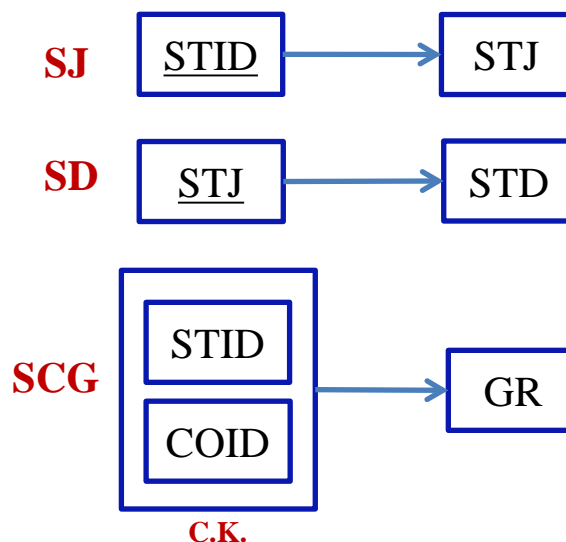 SJ STID STJ
SD STJ STD
STID
SCG GR
COID
C.K.